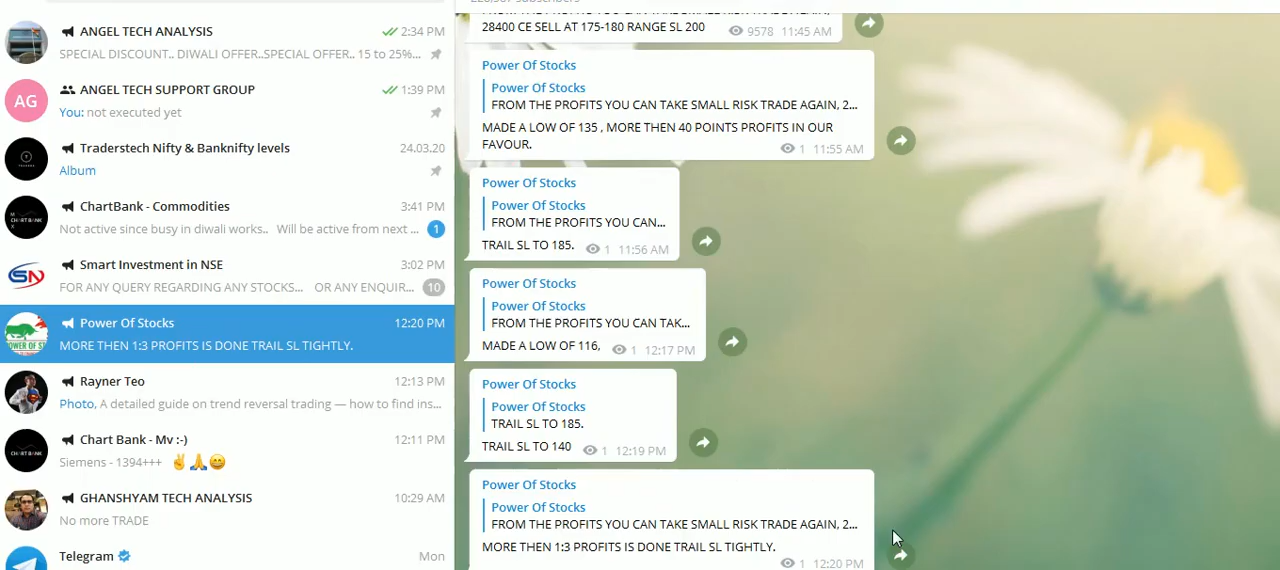 ANGEL TECH ANALYSIS
2:34 PM
SPECIAL DISCOUNT.. DIWALI OFFER..SPECIAL OFFER.. 15 to 25%...
AG
ANGEL TECH SUPPORT GROUP
1:39 PM
You: not executed yet
Traderstech Nifty & Banknifty levels
24.03.20
Album
ChartBank - Commodities
3:41 PM
Not active since busy in diwali works.. Will be active from next ...
1
Smart Investment in NSE
3:02 PM
FOR ANY QUERY REGARDING ANY STOCKS... OR ANY ENQUIR...
10
Power Of Stocks
12:20 PM
MORE THEN 1:3 PROFITS IS DONE TRAIL SL TIGHTLY.
Rayner Teo
12:13 PM
Photo, A detailed guide on trend reversal trading — how to find ins...
Chart Bank - Mv :-)
12:11 PM
Siemens - 1394+++ ✌️🙏😄
GHANSHYAM TECH ANALYSIS
10:29 AM
No more TRADE
Telegram
Mon
28400 CE SELL AT 175-180 RANGE SL 200
9578 11:45 AM
Power Of Stocks
Power Of Stocks
FROM THE PROFITS YOU CAN TAKE SMALL RISK TRADE AGAIN, 2...
MADE A LOW OF 135 , MORE THEN 40 POINTS PROFITS IN OUR
FAVOUR.
1 11:55 AM
Power Of Stocks
Power Of Stocks
FROM THE PROFITS YOU CAN...
TRAIL SL TO 185.
1 11:56 AM
Power Of Stocks
Power Of Stocks
FROM THE PROFITS YOU CAN TAK...
MADE A LOW OF 116,
1 12:17 PM
Power Of Stocks
Power Of Stocks
TRAIL SL TO 185.
TRAIL SL TO 140
1 12:19 PM
Power Of Stocks
Power Of Stocks
FROM THE PROFITS YOU CAN TAKE SMALL RISK TRADE AGAIN, 2...
MORE THEN 1:3 PROFITS IS DONE TRAIL SL TIGHTLY.
1 12:20 PM